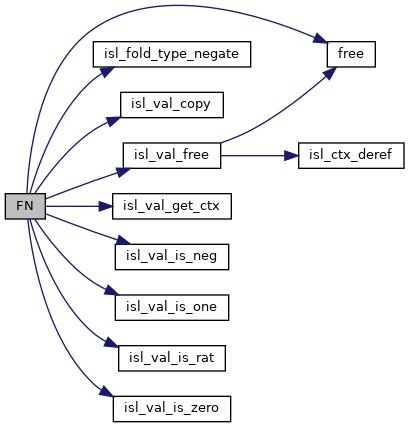 FN
free
isl_fold_type_negate
isl_val_copy
isl_val_free
isl_ctx_deref
isl_val_get_ctx
isl_val_is_neg
isl_val_is_one
isl_val_is_rat
isl_val_is_zero